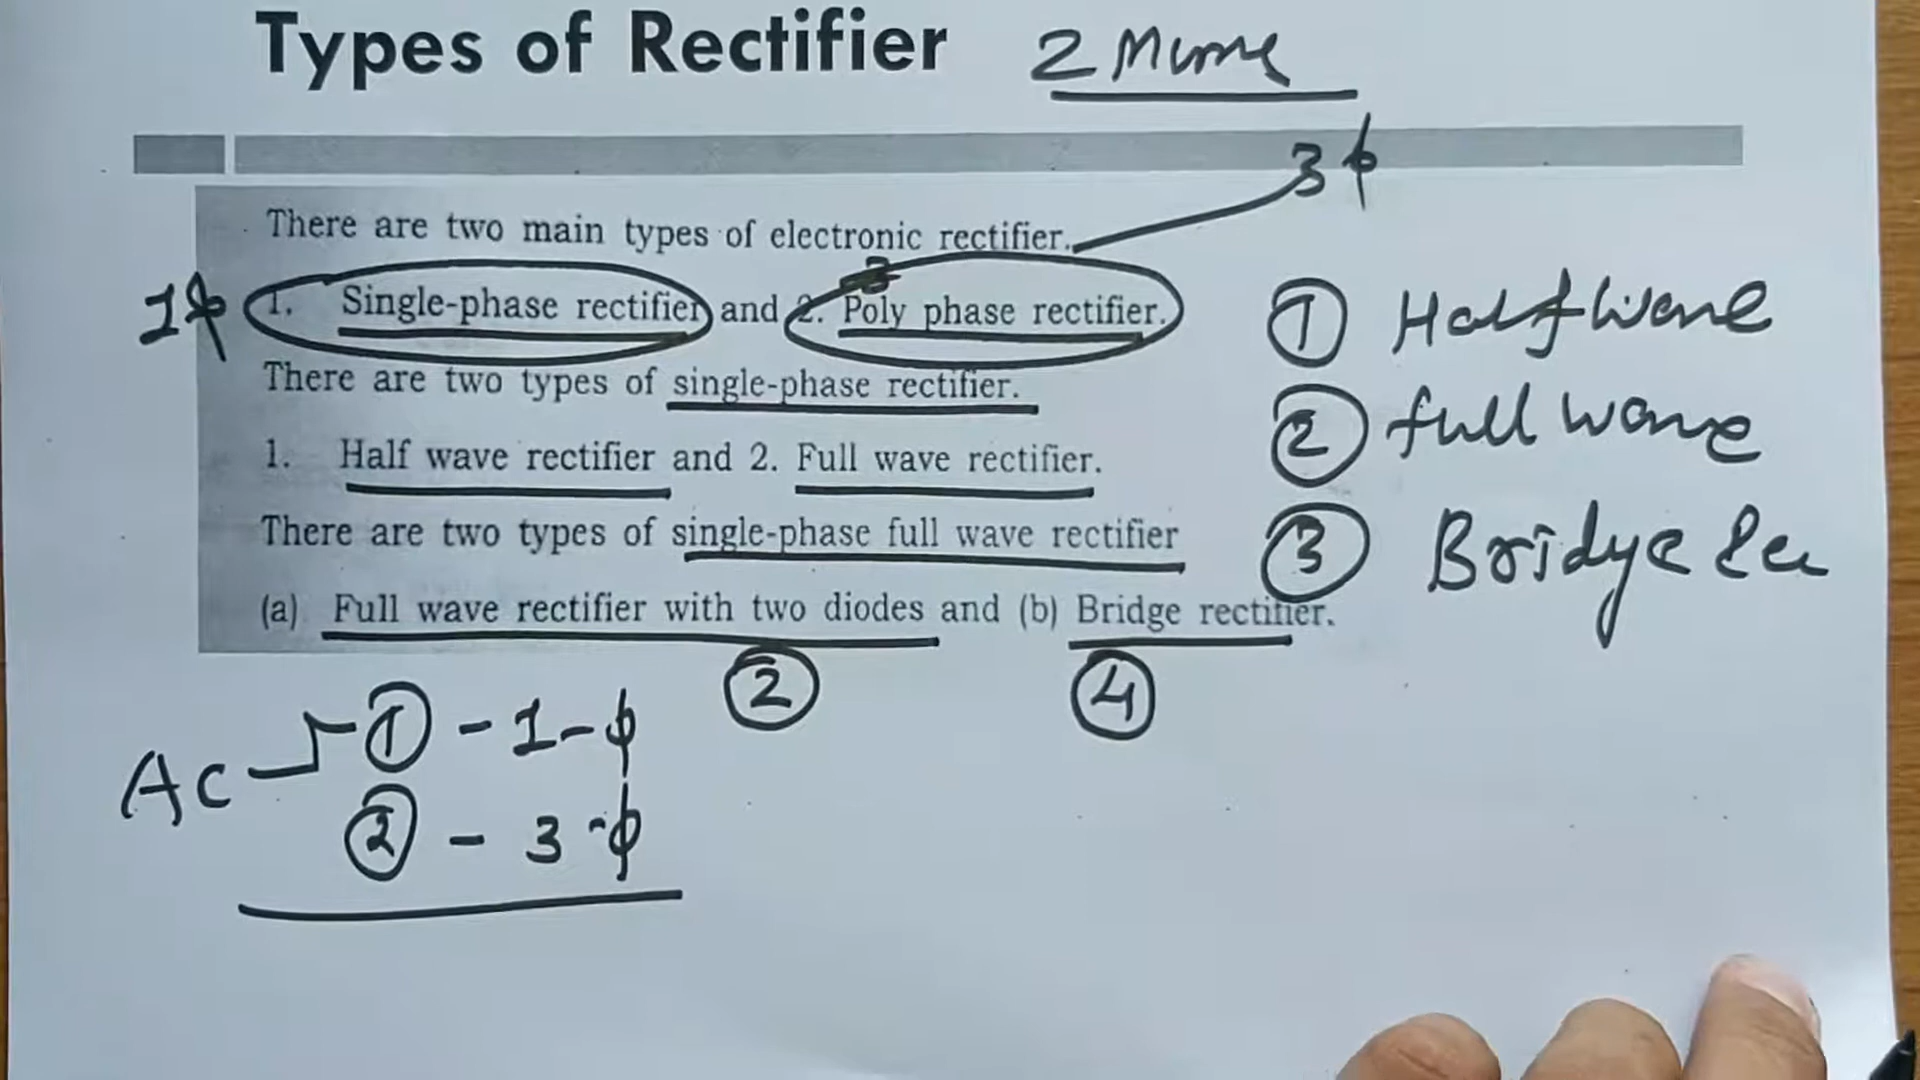 Types of Rectifier 2
3ϕ
There are two main types of electronic rectifier.
1ϕ 1. Single-phase rectifier and 2. Poly phase rectifier.
There are two types of single-phase rectifier.
1. Half wave rectifier and 2. Full wave rectifier.
There are two types of single-phase full wave rectifier
(a) Full wave rectifier with two diodes and (b) Bridge rectifier.
2 4
1 Half wave
2 full wave
3 Bridge
AC 1 - 1-ϕ
2 - 3-ϕ